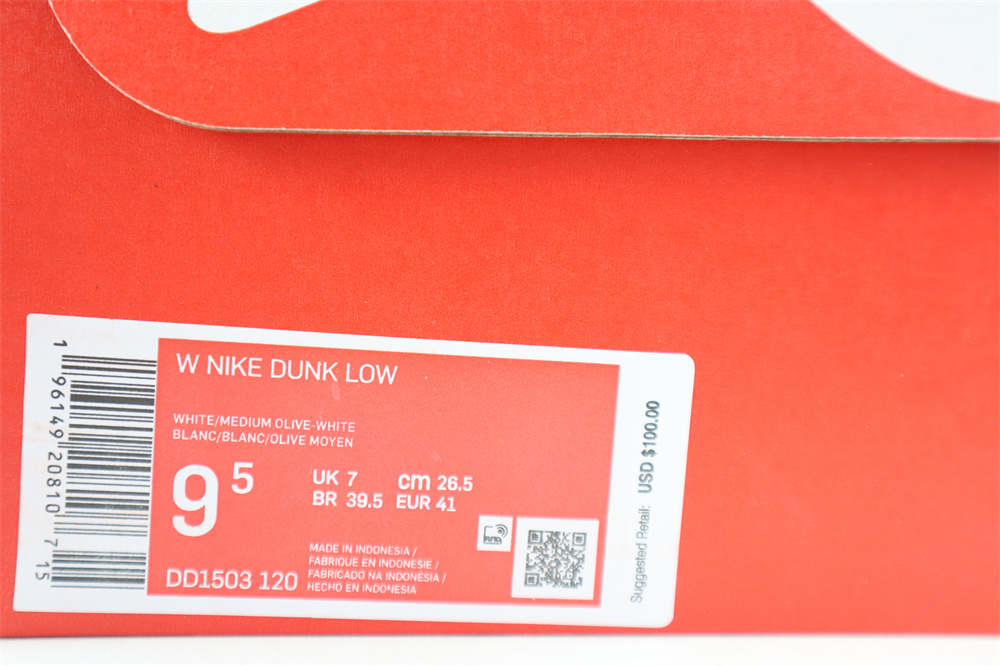 W NIKE DUNK LOW
WHITE/MEDIUM OLIVE-WHITE
BLANC/BLANC/OLIVE MOYEN
9 5
UK 7 cm 26.5
BR 39.5 EUR 41
MADE IN INDONESIA /
FABRIQUE EN INDONESIE /
FABRICADO NA INDONÉSIA /
HECHO EN INDONESIA
DD1503 120
RFID
1 96149 20810 7 15
Suggested Retail: USD $100.00